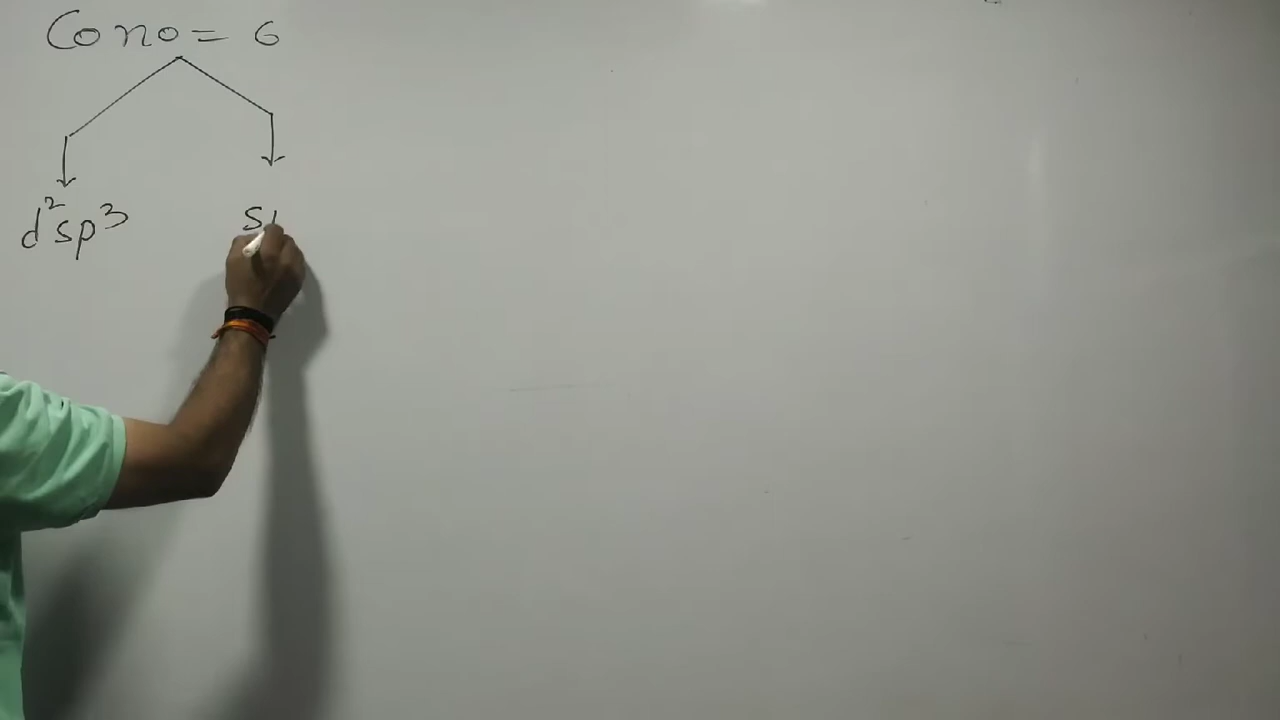 Co no = 6
d²sp³ s